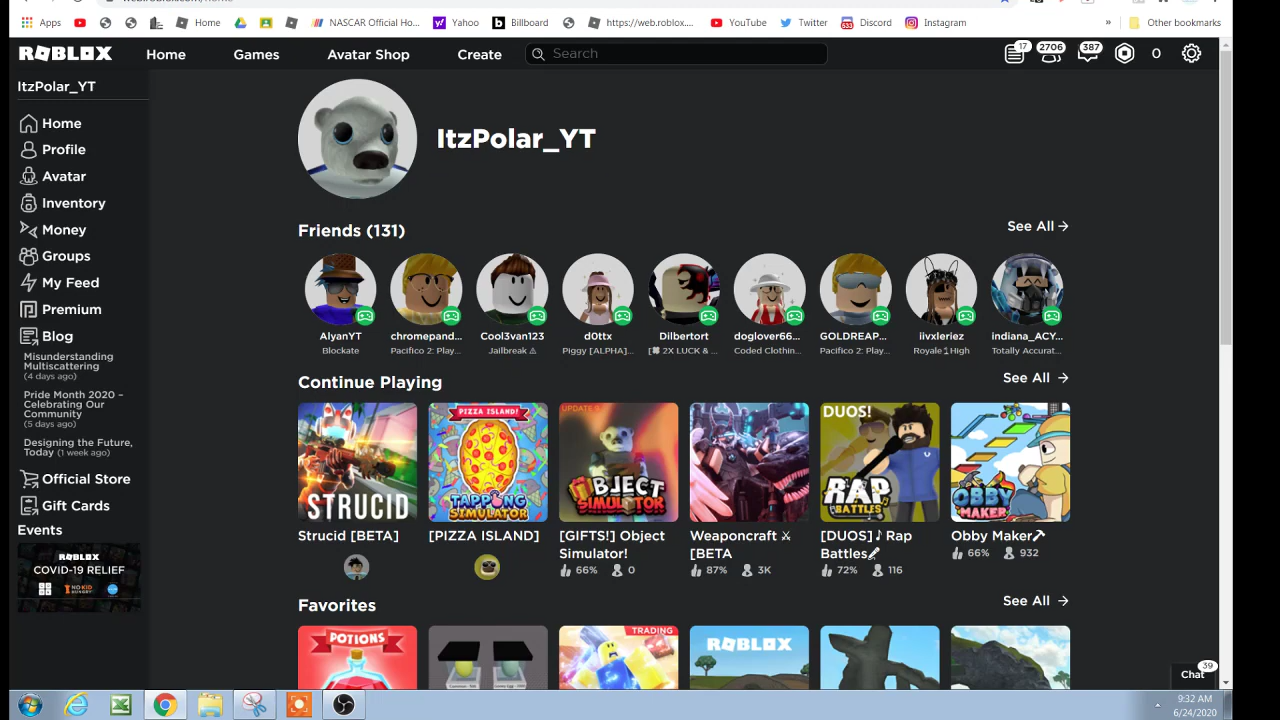 Apps
Home
NASCAR Official Ho...
Yahoo
Billboard
https://web.roblox....
YouTube
Twitter
Discord
Instagram
»
Other bookmarks
ROBLOX
Home
Games
Avatar Shop
Create
Search
17
2706
387
0
ItzPolar_YT
Home
Profile
Avatar
Inventory
Money
Groups
My Feed
Premium
Blog
Misunderstanding
Multiscattering
(4 days ago)
Pride Month 2020 –
Celebrating Our
Community
(5 days ago)
Designing the Future,
Today (1 week ago)
Official Store
Gift Cards
Events
ROBLOX
COVID-19 RELIEF
NO KID
HUNGRY
ItzPolar_YT
Friends (131)
See All
AlyanYT
chromepand...
Cool3van123
d0ttx
Dilbertort
doglover66...
GOLDREAP...
iivxleriez
indiana_ACY...
Blockate
Pacifico 2: Play...
Jailbreak ⚠
Piggy [ALPHA]...
[🍀 2X LUCK & ...
Coded Clothin...
Pacifico 2: Play...
Royale High
Totally Accurat...
Continue Playing
See All
STRUCID
PIZZA ISLAND!
TAPPING
SIMULATOR
UPDATE
BJECT
SIMULATOR
DUOS!
RAP
BATTLES
OBBY
MAKER
Strucid [BETA]
[PIZZA ISLAND]
[GIFTS!] Object
Simulator!
66%
0
Weaponcraft ⚔
[BETA
87%
3K
[DUOS]♪ Rap
Battles🎤
72%
116
Obby Maker🔨
66%
932
Favorites
See All
POTIONS
TRADING
ROBLOX
Chat
39
9:32 AM
6/24/2020